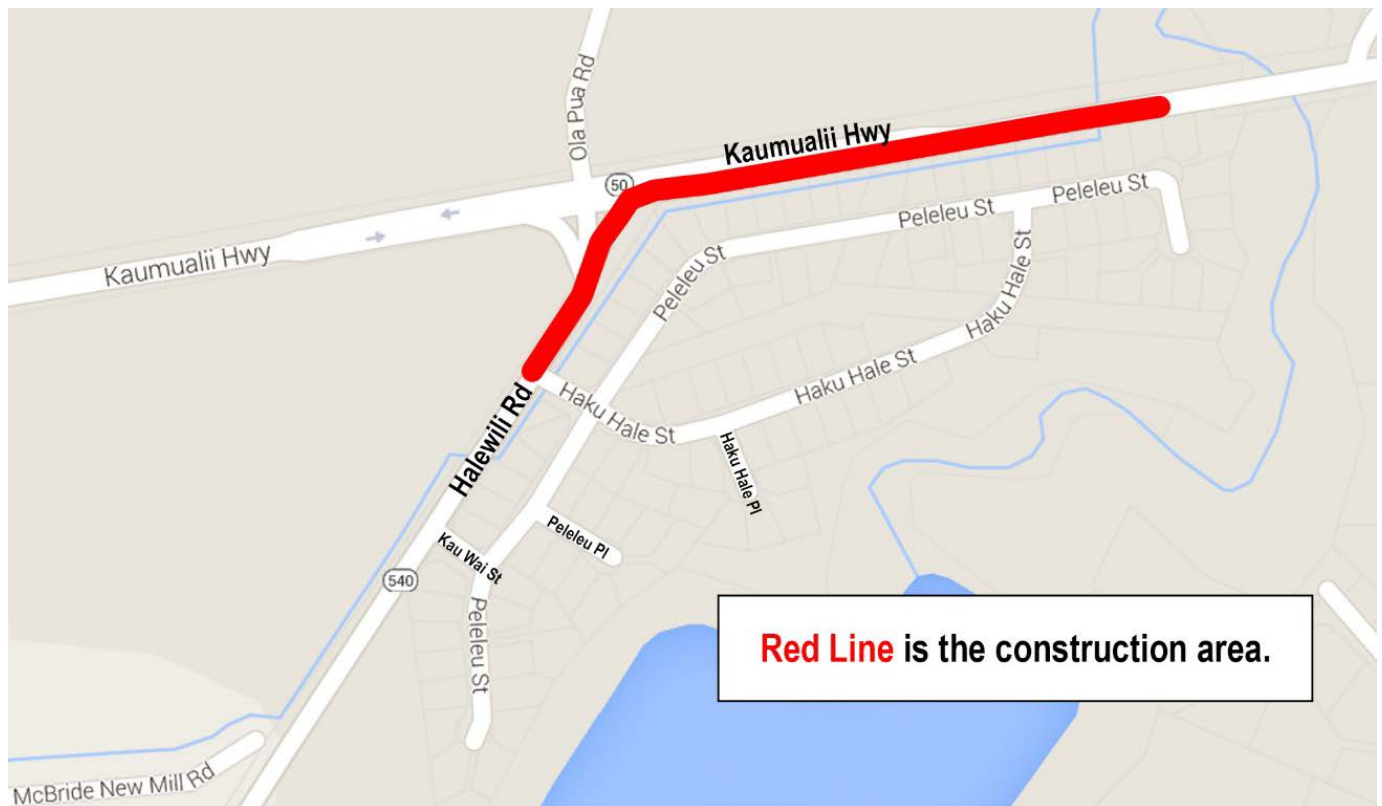 Ola Pua Rd
Kaumualii Hwy
50
Peleleu St
Peleleu St
Kaumualii Hwy
Peleleu St
Haku Hale St
Haku Hale St
Haku Hale St
Halewili Rd
Haku Hale Pl
Peleleu Pl
Kau Wai St
540
Peleleu St
Red Line is the construction area.
McBride New Mill Rd